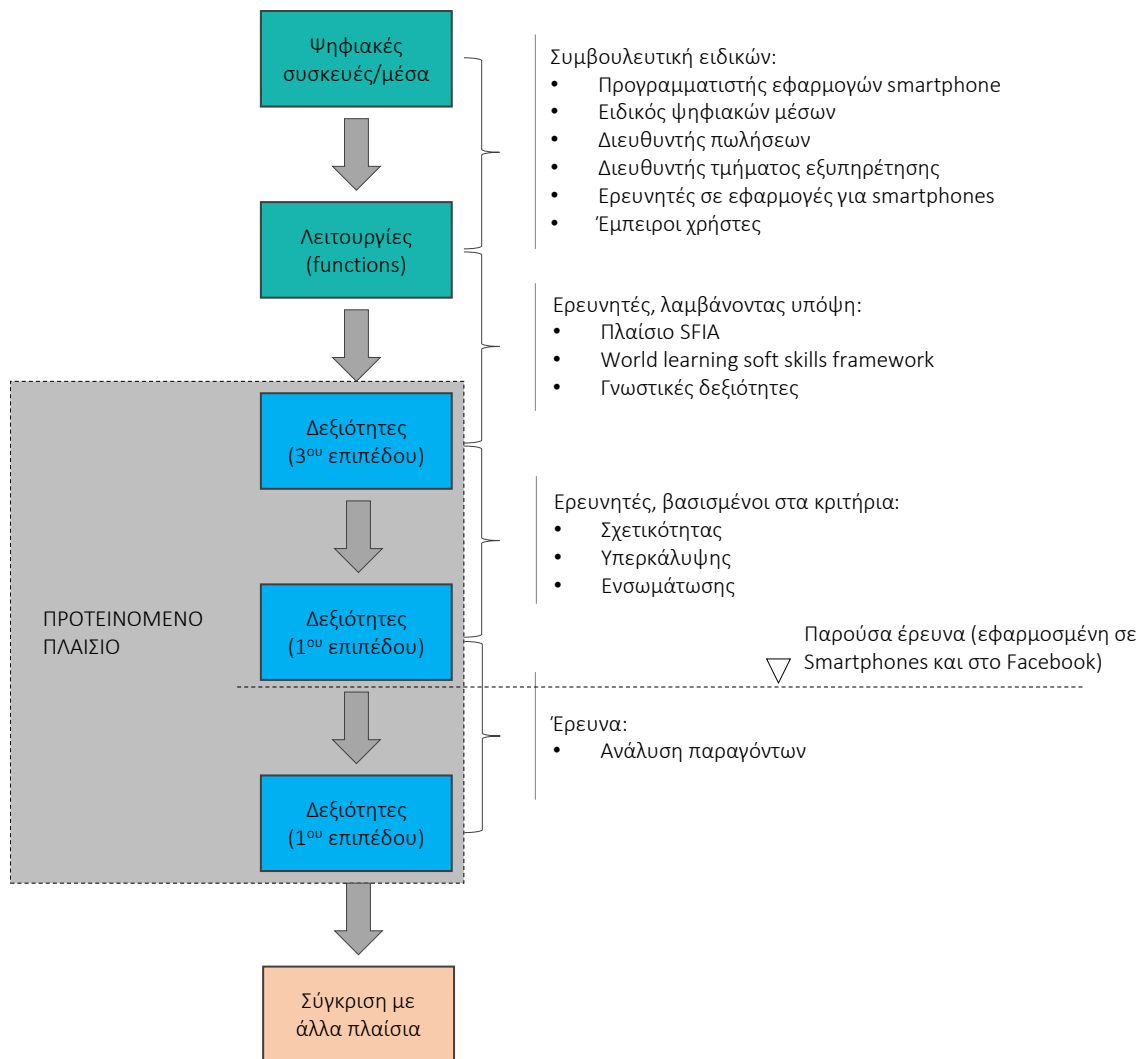 Ψηφιακές
συσκευές/μέσα
Συμβουλευτική ειδικών:
• Προγραμματιστής εφαρμογών smartphone
• Ειδικός ψηφιακών μέσων
• Διευθυντής πωλήσεων
• Διευθυντής τμήματος εξυπηρέτησης
• Ερευνητές σε εφαρμογές για smartphones
• Έμπειροι χρήστες
Λειτουργίες
(functions)
Ερευνητές, λαμβάνοντας υπόψη:
• Πλαίσιο SFIA
• World learning soft skills framework
• Γνωστικές δεξιότητες
Δεξιότητες
(3ου επιπέδου)
Ερευνητές, βασισμένοι στα κριτήρια:
• Σχετικότητας
• Υπερκάλυψης
• Ενσωμάτωσης
ΠΡΟΤΕΙΝΟΜΕΝΟ
ΠΛΑΙΣΙΟ
Δεξιότητες
(1ου επιπέδου)
Παρούσα έρευνα (εφαρμοσμένη σε
Smartphones και στο Facebook)
Έρευνα:
• Ανάλυση παραγόντων
Δεξιότητες
(1ου επιπέδου)
Σύγκριση με
άλλα πλαίσια